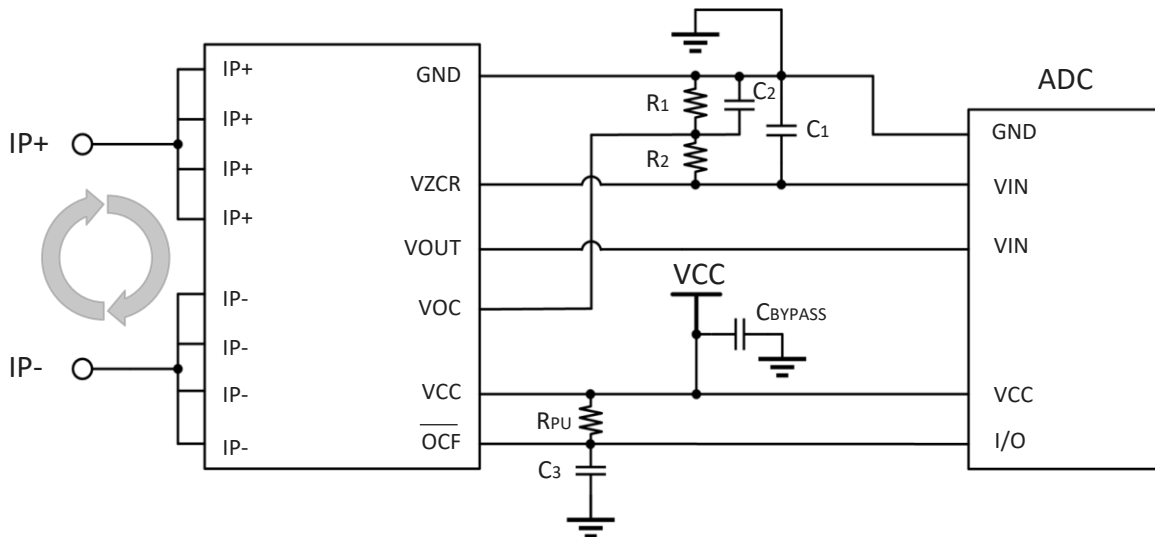 IP+
IP-
IP+
IP+
IP+
IP+
IP-
IP-
IP-
IP-
GND
VZCR
VOUT
VOC
VCC
OCF
R1
R2
C2
C1
VCC
CBYPASS
RPU
C3
ADC
GND
VIN
VIN
VCC
I/O